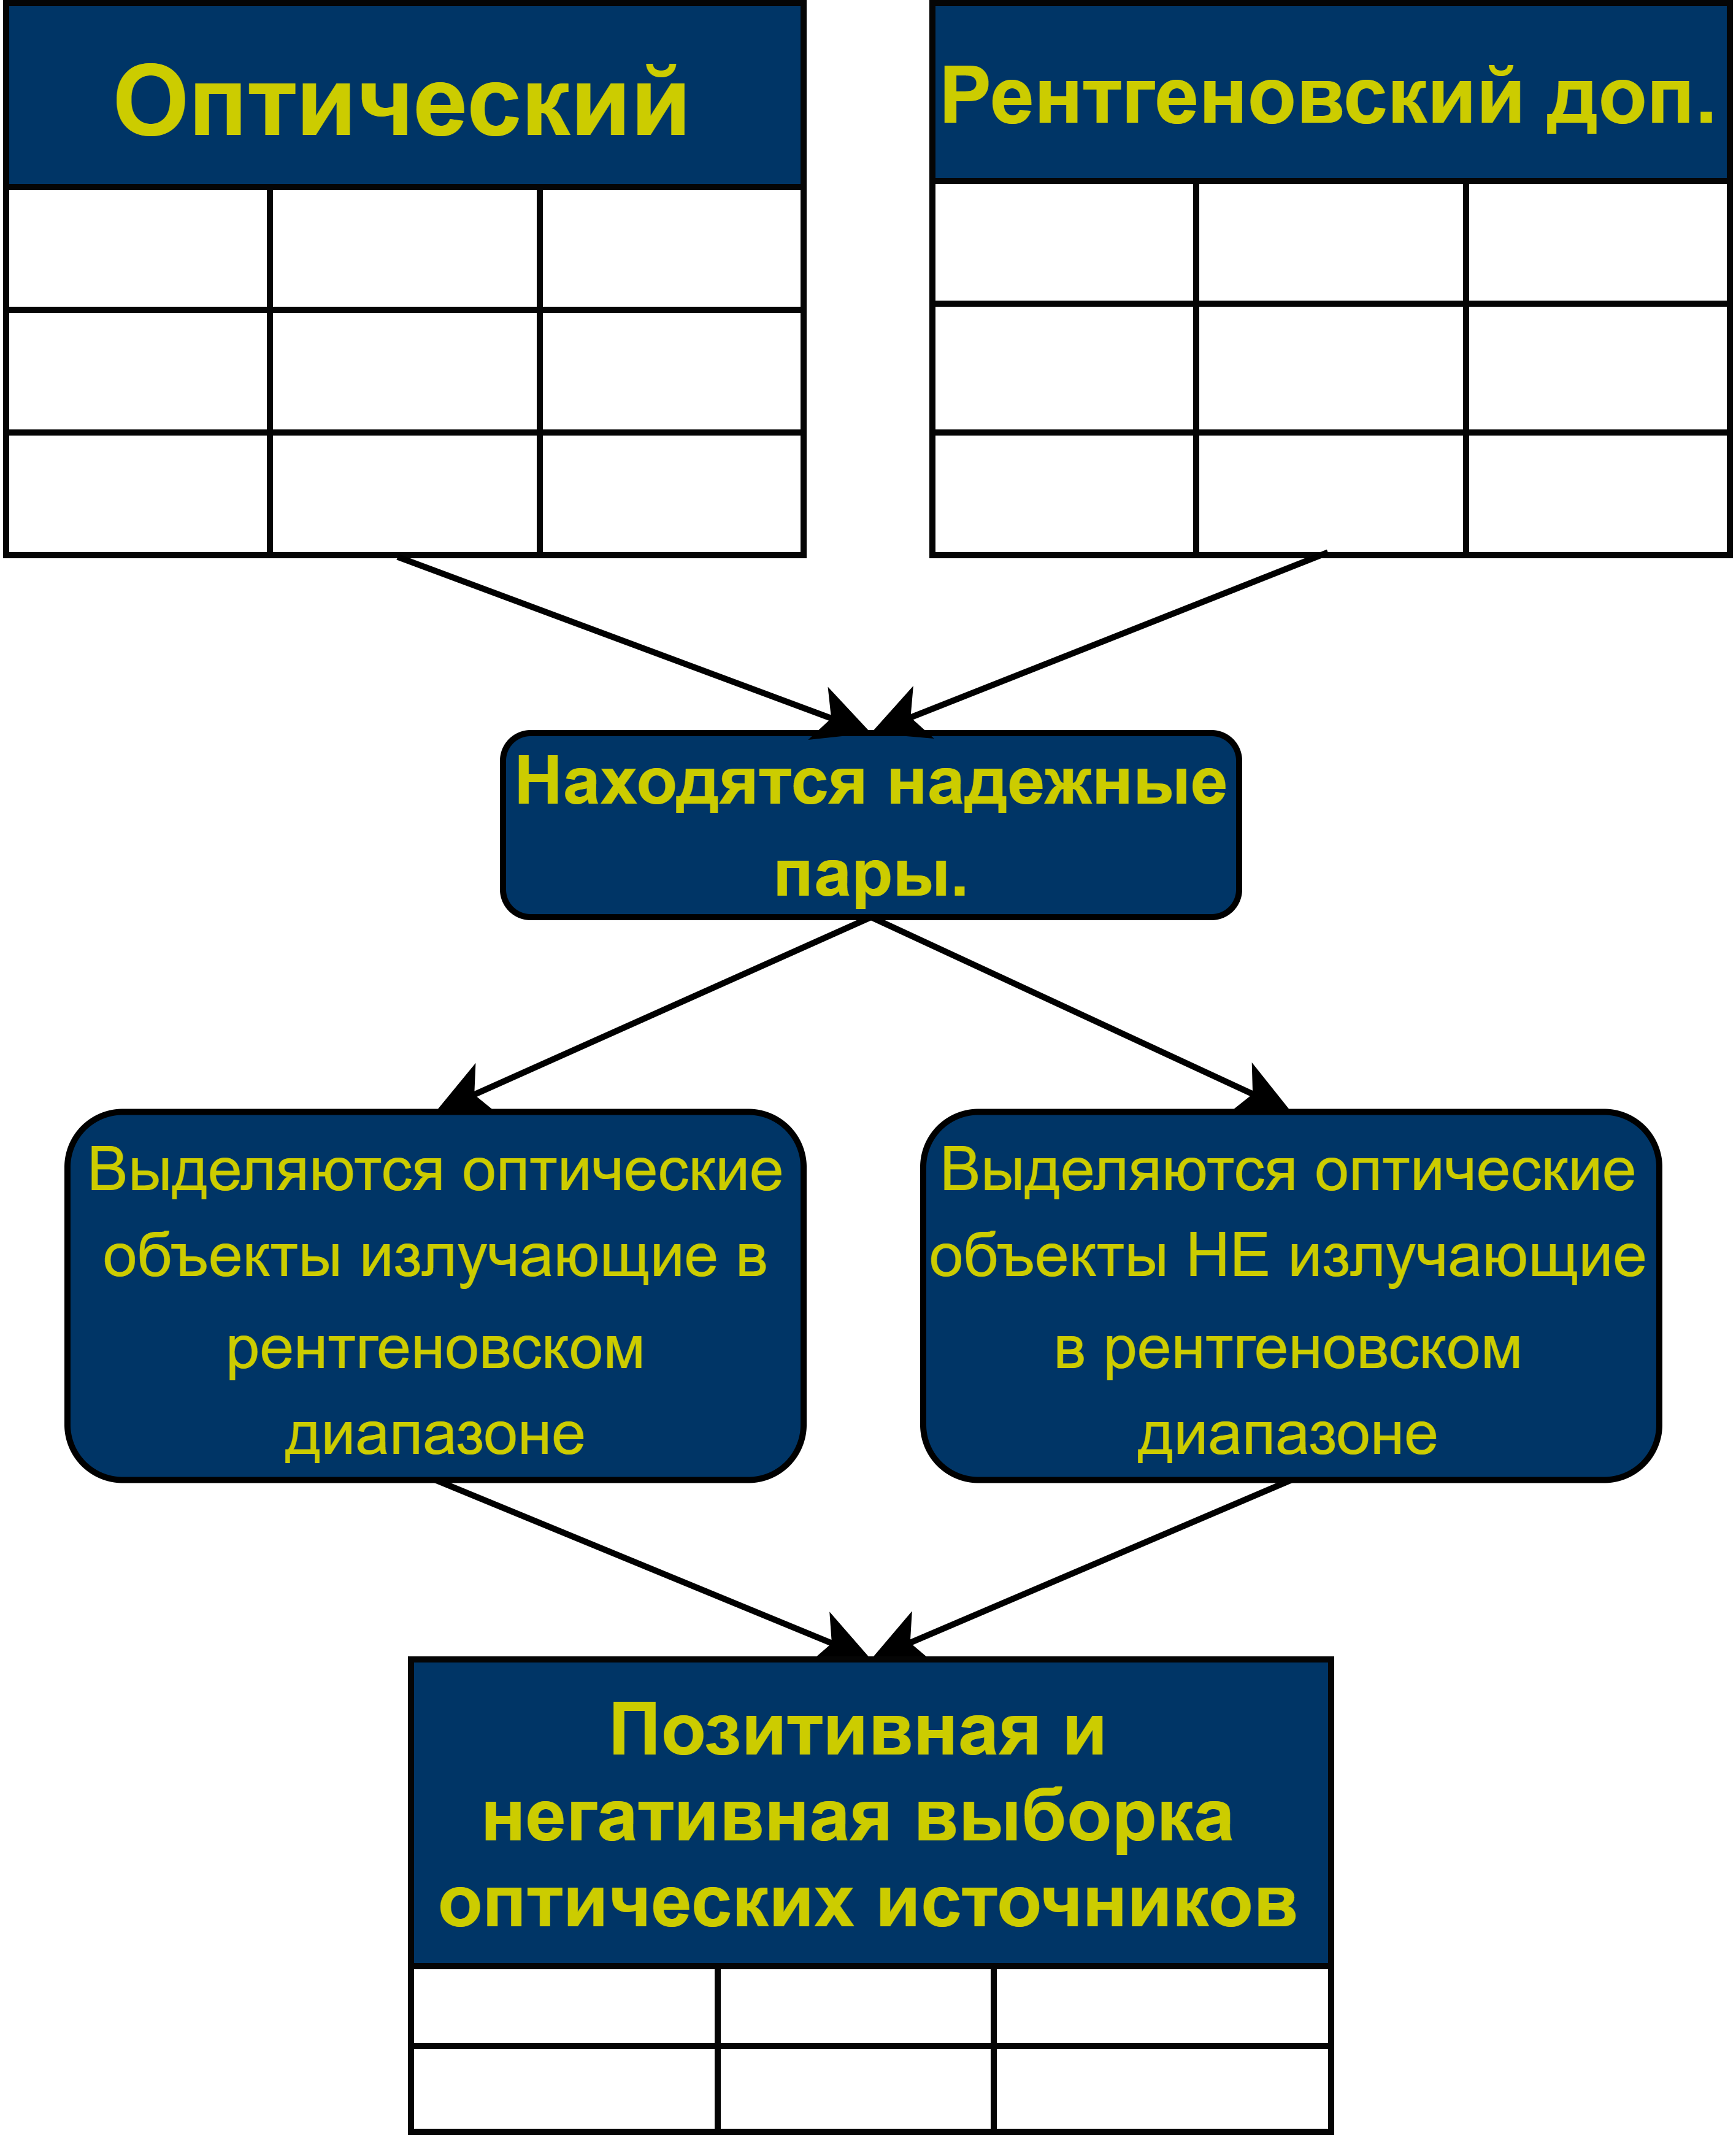 Оптический
Рентгеновский доп.
Находятся надежные
пары.
Выделяются оптические
объекты излучающие в
рентгеновском
диапазоне
Выделяются оптические
объекты НЕ излучающие
в рентгеновском
диапазоне
Позитивная и
негативная выборка
оптических источников